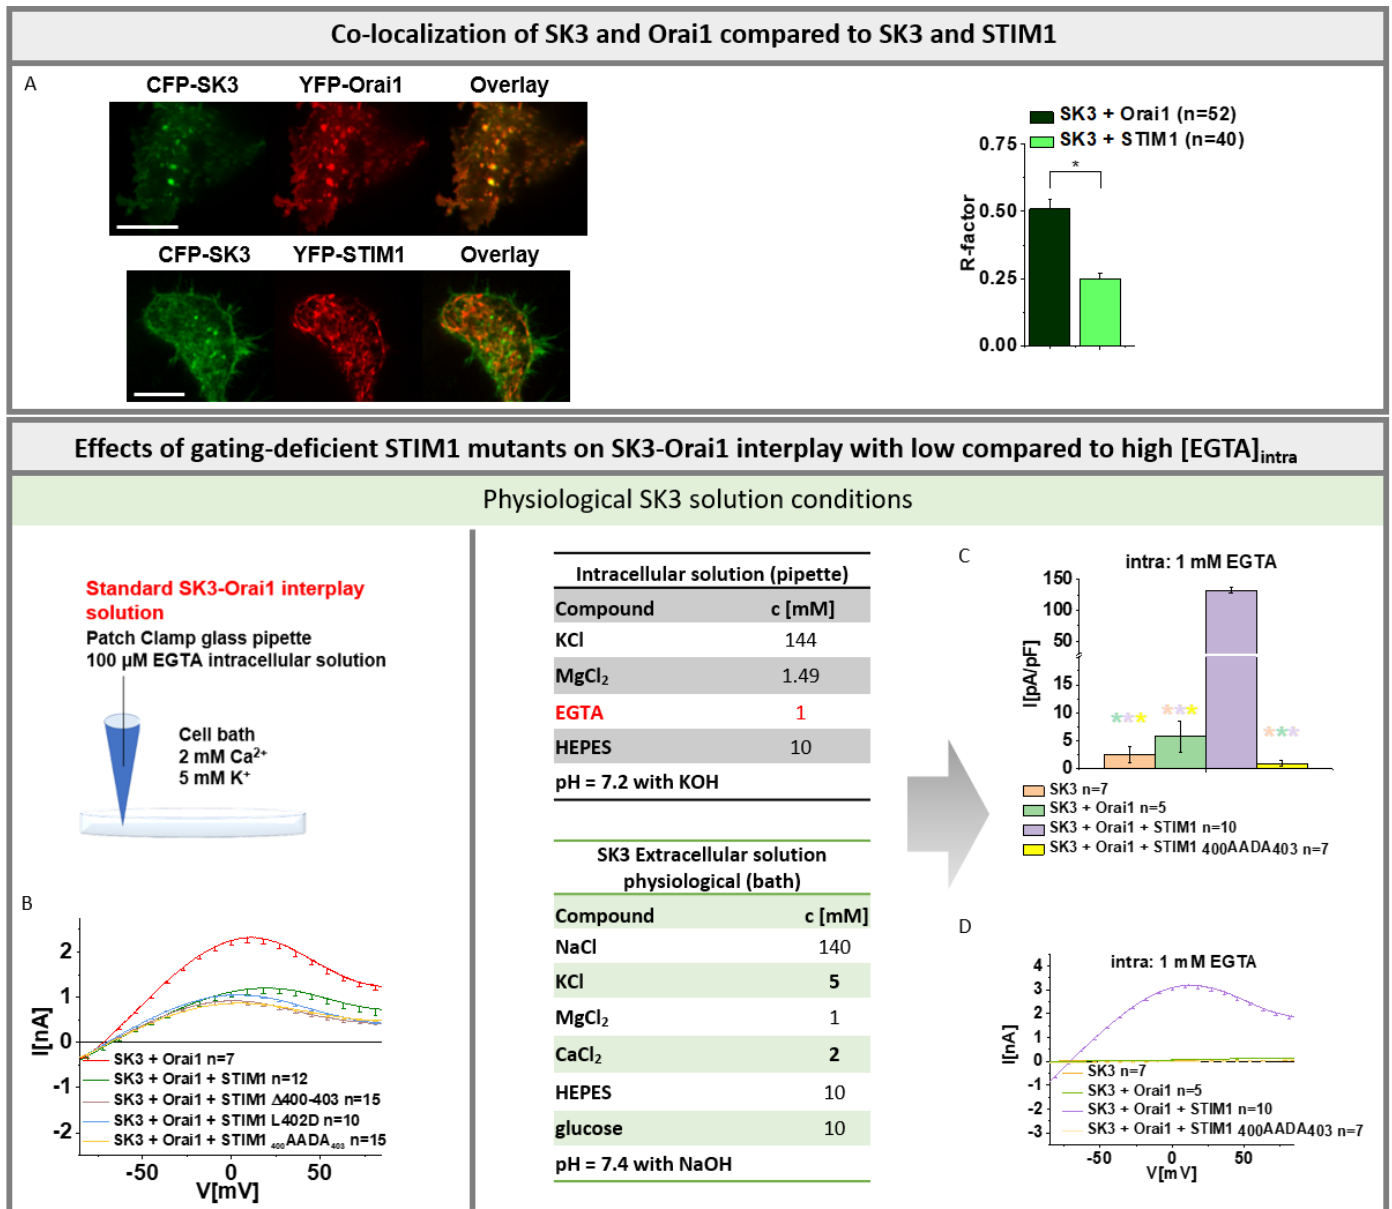 Co-localization of SK3 and Orai1 compared to SK3 and STIM1
A
CFP-SK3 YFP-Orai1 Overlay
CFP-SK3 YFP-STIM1 Overlay
SK3 + Orai1 (n=52)
SK3 + STIM1 (n=40)
*
R-factor
0.75
0.50
0.25
0.00
Effects of gating-deficient STIM1 mutants on SK3-Orai1 interplay with low compared to high [EGTA]intra
Physiological SK3 solution conditions
Standard SK3-Orai1 interplay
solution
Patch Clamp glass pipette
100 µM EGTA intracellular solution
Cell bath
2 mM Ca2+
5 mM K+
B
I[nA]
2
1
0
-1
-2
SK3 + Orai1 n=7
SK3 + Orai1 + STIM1 n=12
SK3 + Orai1 + STIM1 Δ400-403 n=15
SK3 + Orai1 + STIM1 L402D n=10
SK3 + Orai1 + STIM1 400AADA403 n=15
-50 0 50
V[mV]
Intracellular solution (pipette)
Compound c [mM]
KCl 144
MgCl2 1.49
EGTA 1
HEPES 10
pH = 7.2 with KOH
SK3 Extracellular solution
physiological (bath)
Compound c [mM]
NaCl 140
KCl 5
MgCl2 1
CaCl2 2
HEPES 10
glucose 10
pH = 7.4 with NaOH
C
intra: 1 mM EGTA
I[pA/pF]
150
100
50
15
10
5
0
*** *** ***
SK3 n=7
SK3 + Orai1 n=5
SK3 + Orai1 + STIM1 n=10
SK3 + Orai1 + STIM1 400AADA403 n=7
D
intra: 1 mM EGTA
I[nA]
4
3
2
1
0
-1
-2
-3
SK3 n=7
SK3 + Orai1 n=5
SK3 + Orai1 + STIM1 n=10
SK3 + Orai1 + STIM1 400AADA403 n=7
-50 0 50
V[mV]